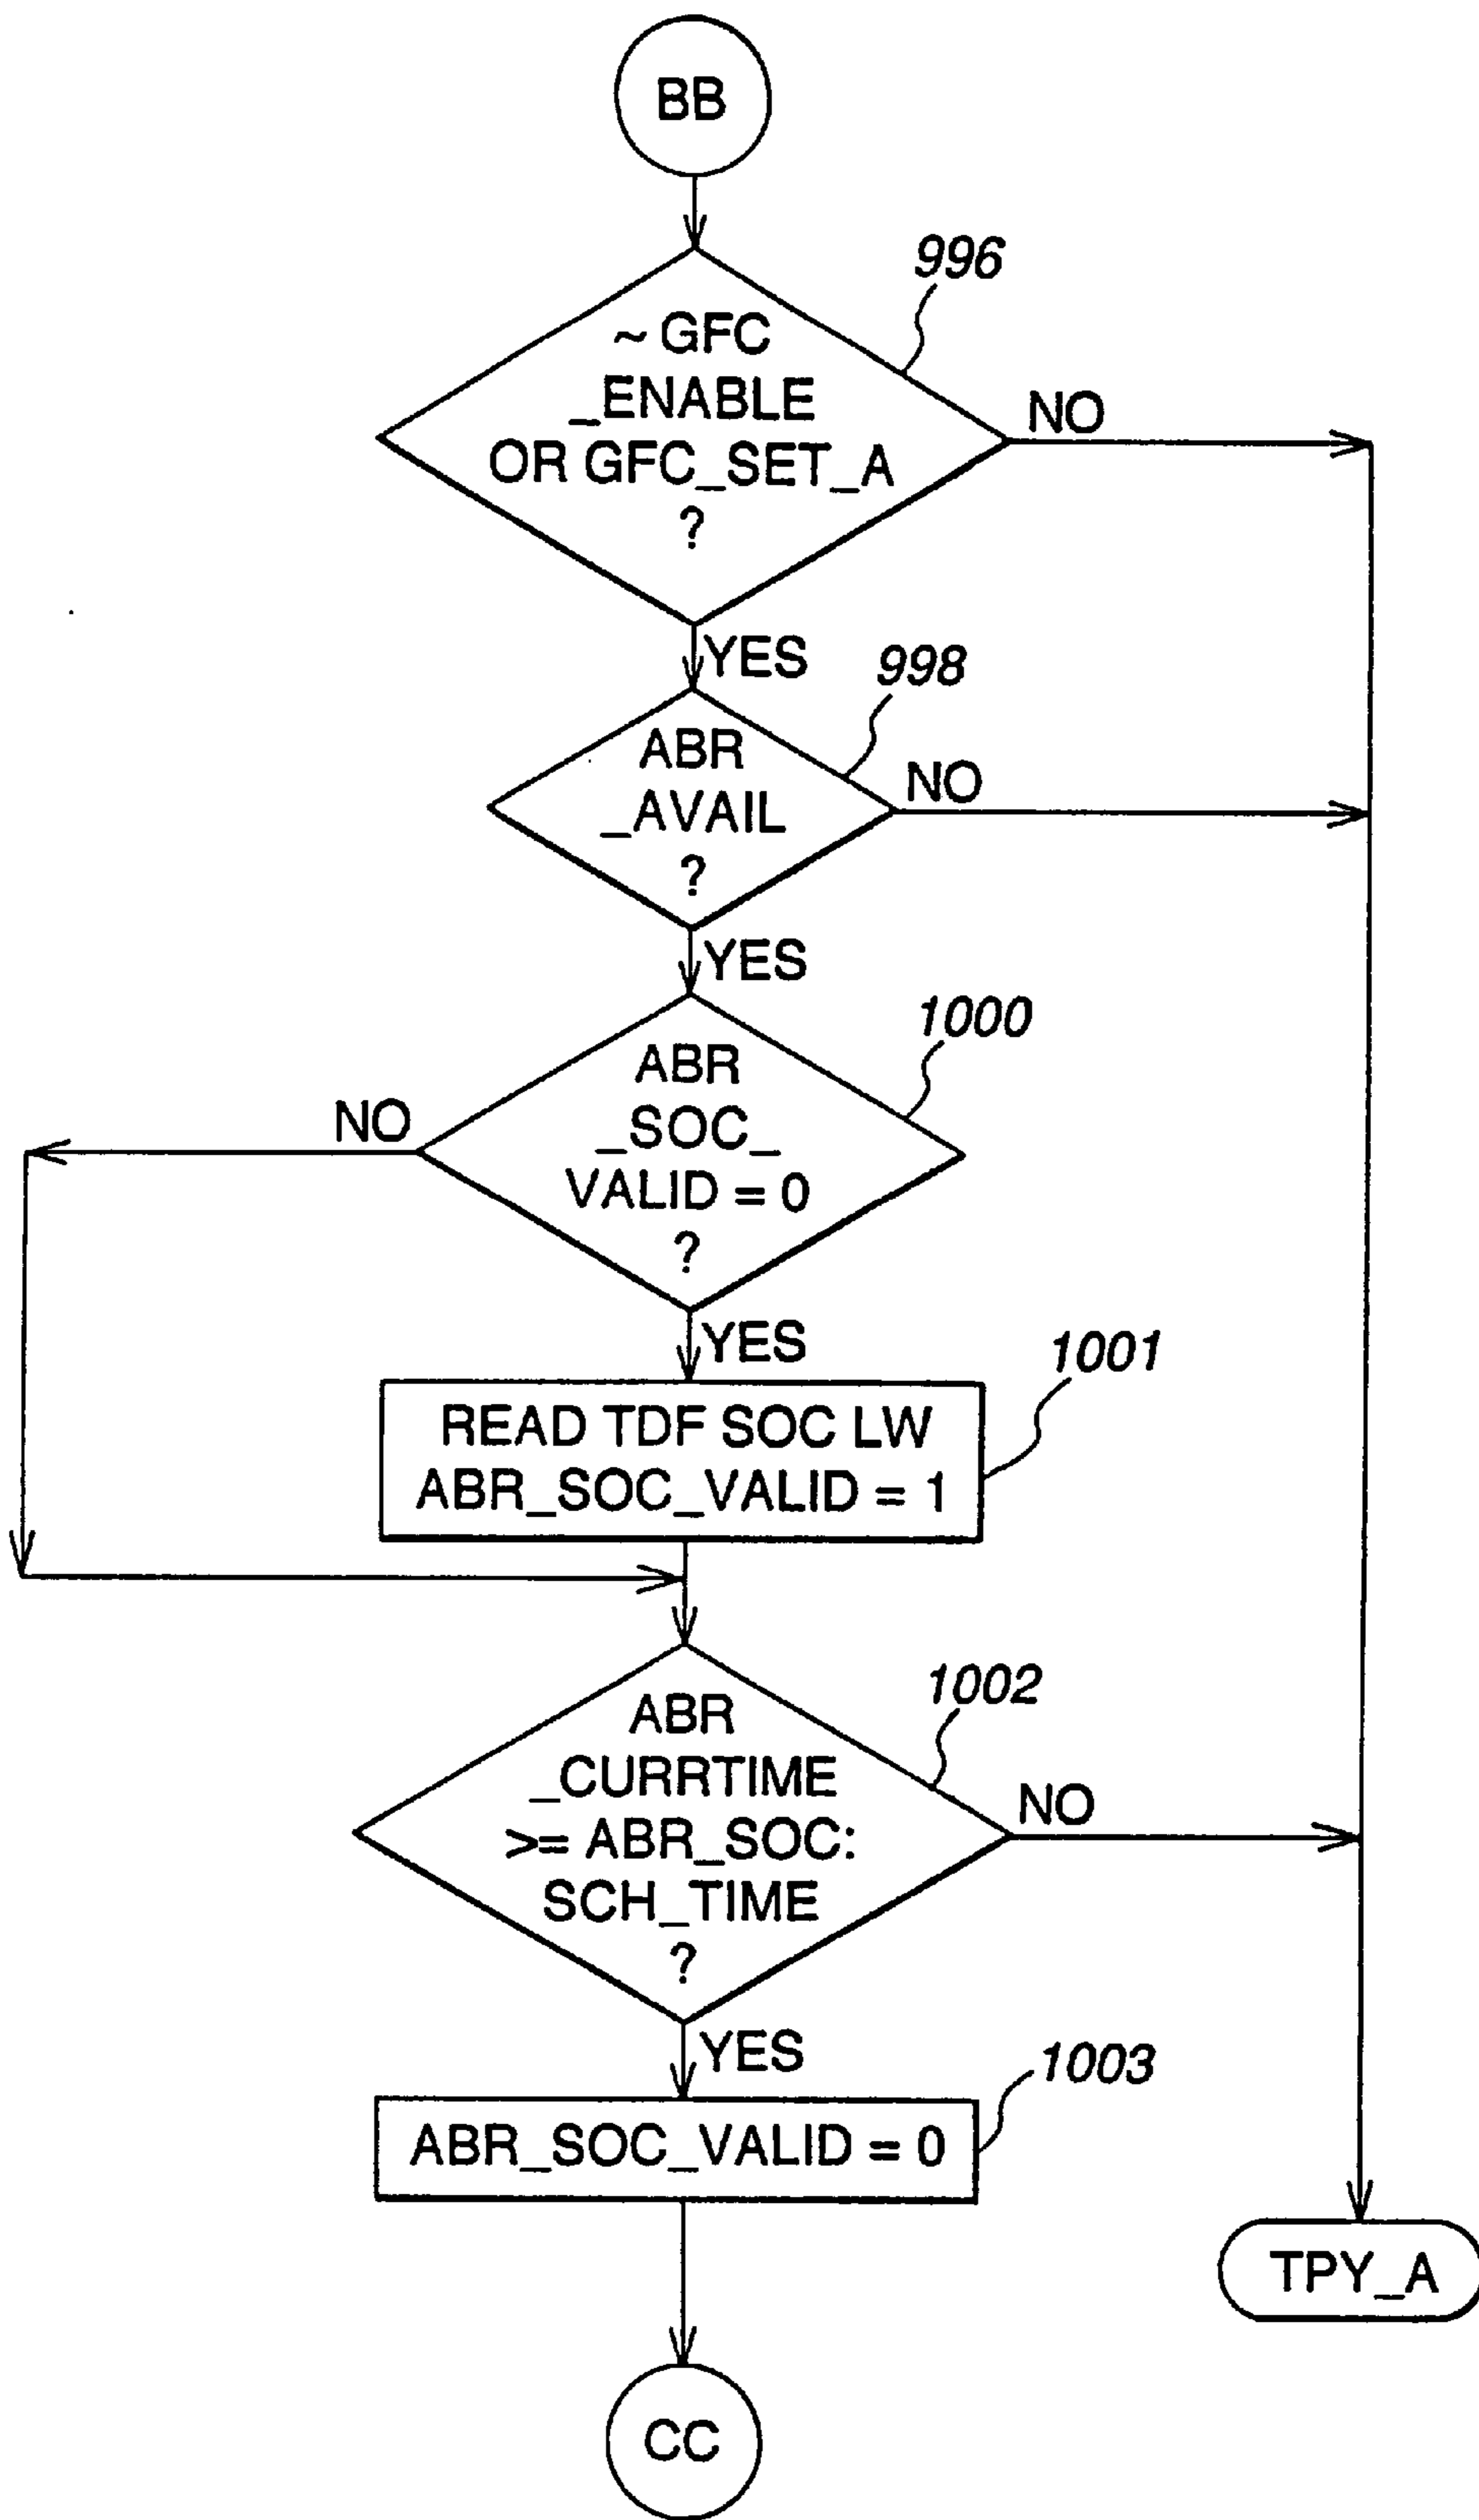 BB
996
~ GFC
_ENABLE
OR GFC_SET_A
?
NO
YES
998
ABR
_AVAIL
?
NO
YES
1000
ABR
_SOC_
VALID = 0
?
NO
YES
1001
READ TDF SOC LW
ABR_SOC_VALID = 1
1002
ABR
_CURRTIME
>= ABR_SOC:
SCH_TIME
?
NO
YES
1003
ABR_SOC_VALID = 0
TPY_A
CC